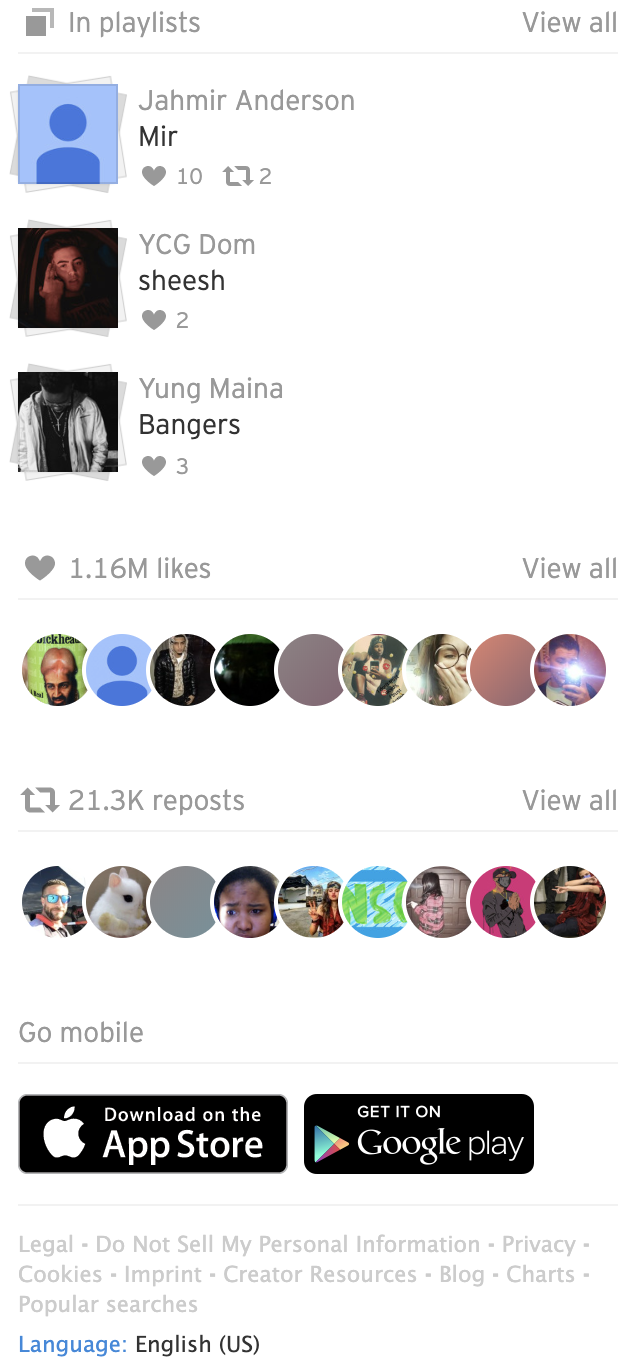 In playlists View all
Jahmir Anderson
Mir
10 2
YCG Dom
sheesh
2
Yung Maina
Bangers
3
1.16M likes View all
21.3K reposts View all
Go mobile
Download on the
App Store
GET IT ON
Google play
Legal - Do Not Sell My Personal Information - Privacy -
Cookies - Imprint - Creator Resources - Blog - Charts -
Popular searches
Language: English (US)